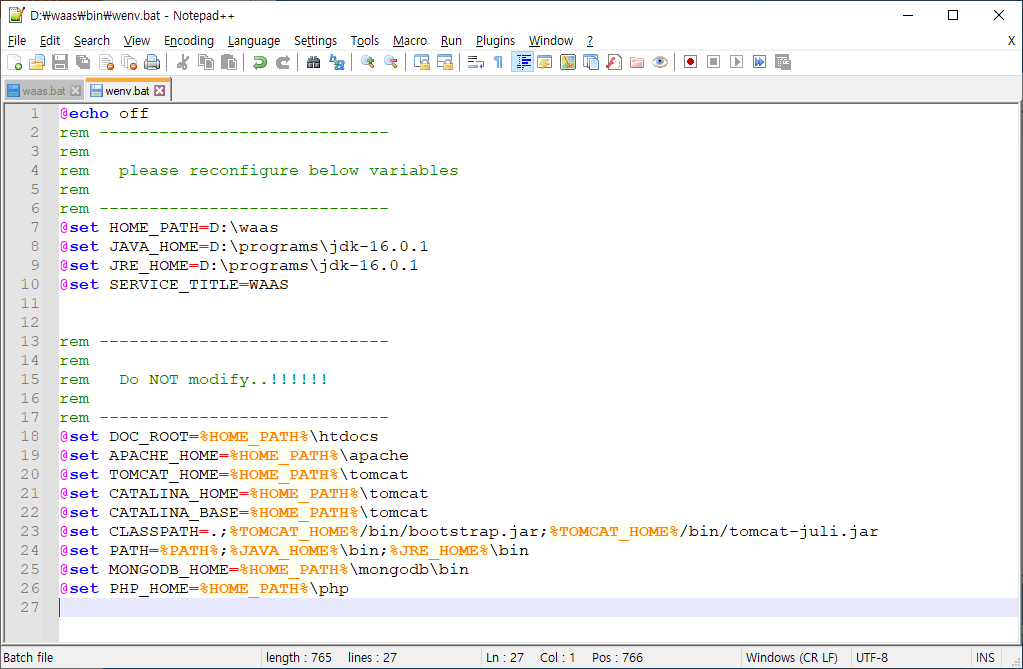 D:₩waas₩bin₩wenv.bat - Notepad++
File Edit Search View Encoding Language Settings Tools Macro Run Plugins Window ? X
waas.bat wenv.bat
1 @echo off
2 rem -----------------------------
3 rem
4 rem   please reconfigure below variables
5 rem
6 rem -----------------------------
7 @set HOME_PATH=D:\waas
8 @set JAVA_HOME=D:\programs\jdk-16.0.1
9 @set JRE_HOME=D:\programs\jdk-16.0.1
10 @set SERVICE_TITLE=WAAS
11
12
13 rem -----------------------------
14 rem
15 rem   Do NOT modify..!!!!!!
16 rem
17 rem -----------------------------
18 @set DOC_ROOT=%HOME_PATH%\htdocs
19 @set APACHE_HOME=%HOME_PATH%\apache
20 @set TOMCAT_HOME=%HOME_PATH%\tomcat
21 @set CATALINA_HOME=%HOME_PATH%\tomcat
22 @set CATALINA_BASE=%HOME_PATH%\tomcat
23 @set CLASSPATH=.;%TOMCAT_HOME%/bin/bootstrap.jar;%TOMCAT_HOME%/bin/tomcat-juli.jar
24 @set PATH=%PATH%;%JAVA_HOME%\bin;%JRE_HOME%\bin
25 @set MONGODB_HOME=%HOME_PATH%\mongodb\bin
26 @set PHP_HOME=%HOME_PATH%\php
27
Batch file length : 765 lines : 27 Ln : 27 Col : 1 Pos : 766 Windows (CR LF) UTF-8 INS